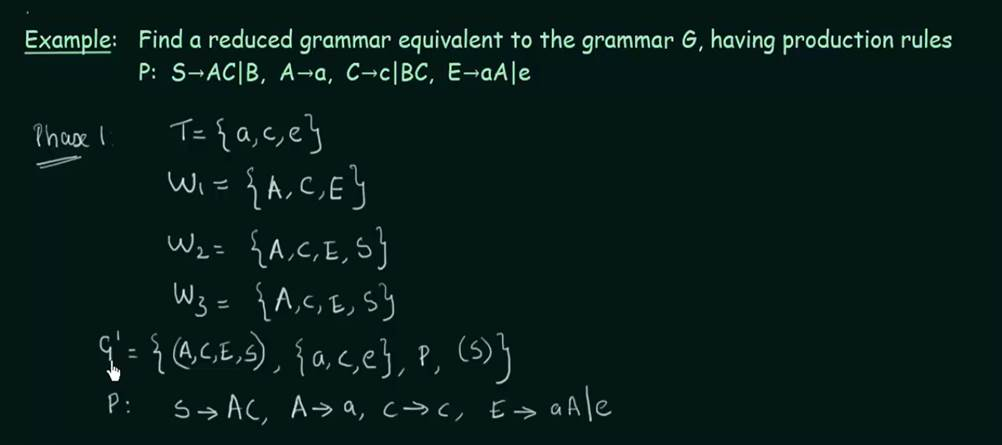 Example: Find a reduced grammar equivalent to the grammar G, having production rules
P: S→AC|B, A→a, C→c|BC, E→aA|e
Phase 1. T= {a,c,e}
W₁ = {A,C,E}
W₂ = {A,C,E,S}
W₃ = {A,C,E,S}
G' = {(A,C,E,S), {a,c,e}, P, (S)}
P: S→AC, A→a, C→c, E→aA|e